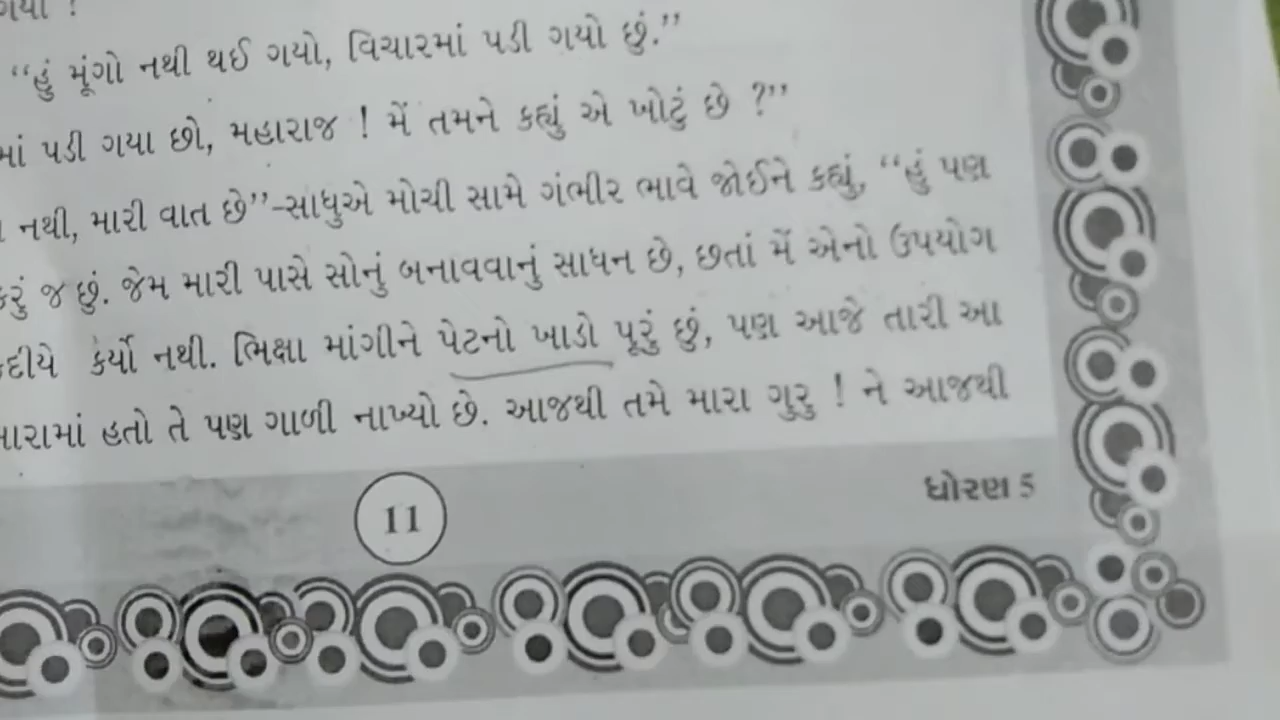 “હું મૂંગો નથી થઈ ગયો, વિચારમાં પડી ગયો છું.”
પડી ગયા છો, મહારાજ ! મેં તમને કહ્યું એ ખોટું છે ?”
નથી, મારી વાત છે”-સાધુએ મોચી સામે ગંભીર ભાવે જોઈને કહ્યું, “હું પણ
જ છું. જેમ મારી પાસે સોનું બનાવવાનું સાધન છે, છતાં મેં એનો ઉપયોગ
કર્યો નથી. ભિક્ષા માંગીને પેટનો ખાડો પૂરું છું, પણ આજે તારી આ
હતો તે પણ ગાળી નાખ્યો છે. આજથી તમે મારા ગુરુ ! ને આજથી
11
ધોરણ 5